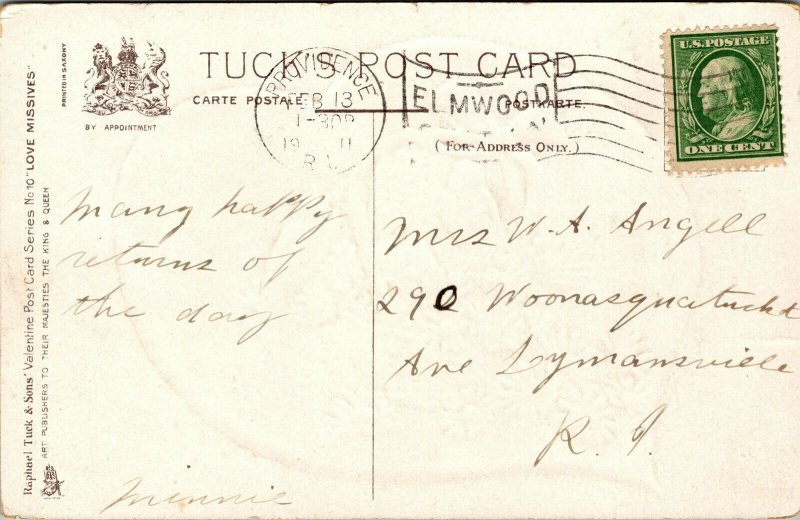 TUCK'S POST CARD
CARTE POSTALE POSTKARTE
(FOR ADDRESS ONLY.)
BY APPOINTMENT
PRINTED IN SAXONY
Raphael Tuck & Sons' Valentine Post Card Series No 10 "LOVE MISSIVES"
ART PUBLISHERS TO THEIR MAJESTIES THE KING & QUEEN
PROVIDENCE
FEB 13
1-30P
R.I.
ELMWOOD
U.S. POSTAGE
ONE CENT
Many happy
returns of
the day
Minnie
Mrs W. A. Angell
290 Woonasquatucket
Ave Lymansville
R. I.